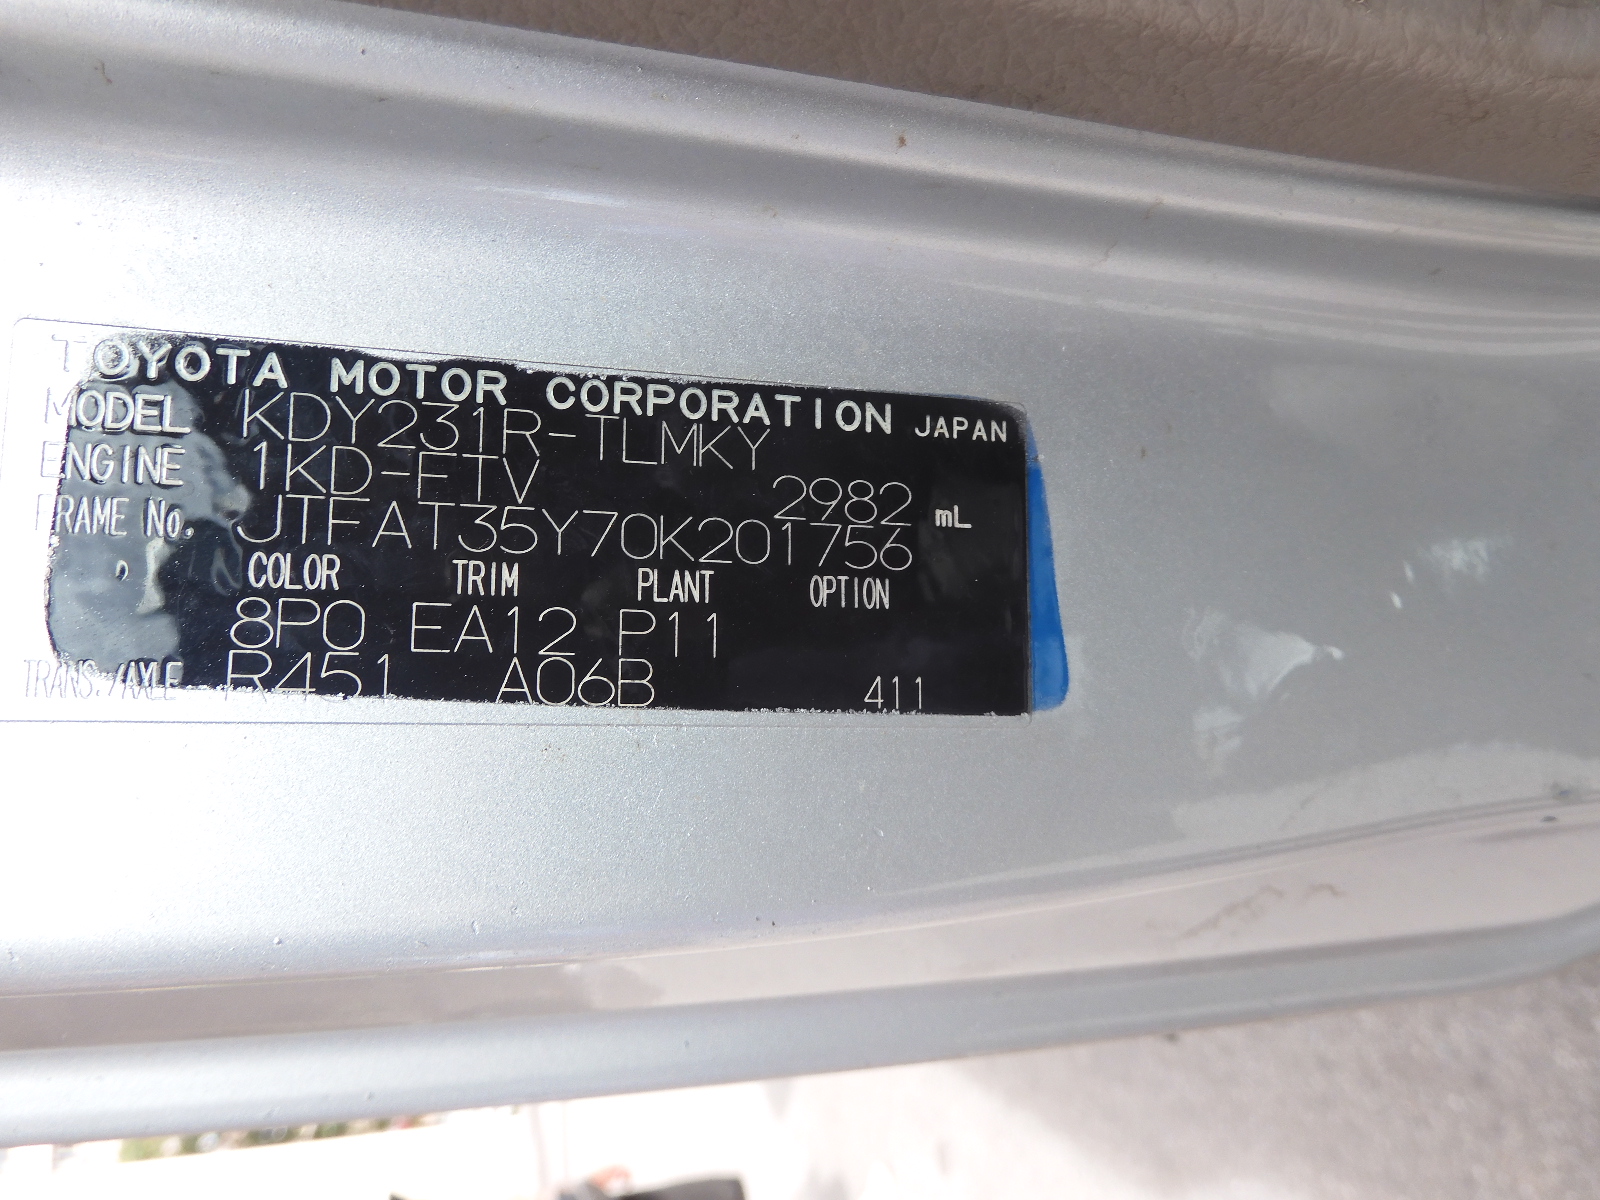 TOYOTA MOTOR CORPORATION JAPAN
MODEL KDY231R-TLMKY
ENGINE 1KD-FTV 2982 mL
FRAME No. JTFAT35Y70K201756
COLOR TRIM PLANT OPTION
8P0 EA12 P11
TRANS./AXLE R451 A06B 411